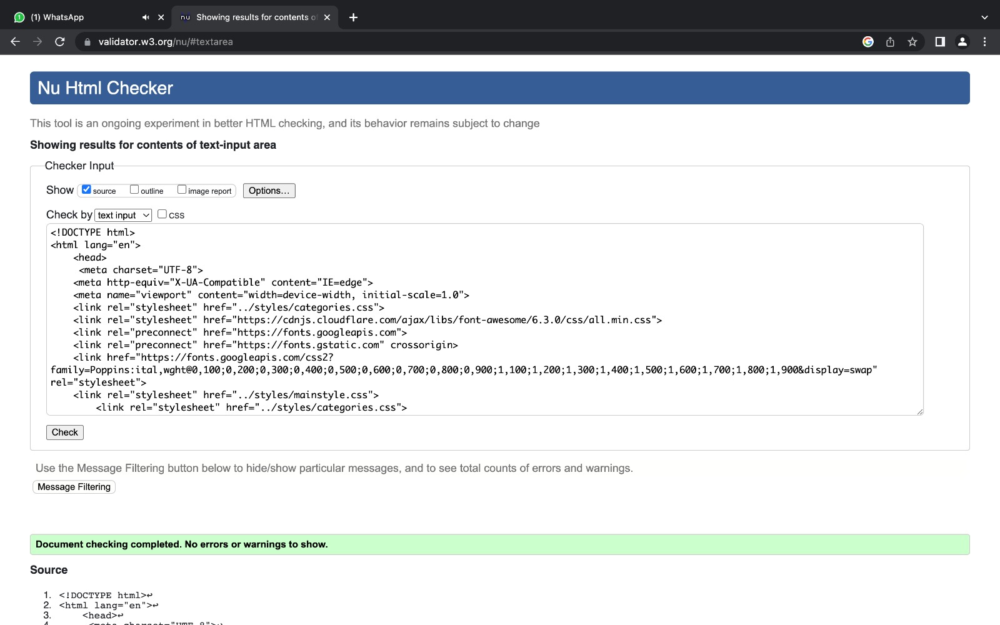 (1) WhatsApp
nu Showing results for contents of
validator.w3.org/nu/#textarea
Nu Html Checker
This tool is an ongoing experiment in better HTML checking, and its behavior remains subject to change
Showing results for contents of text-input area
Checker Input
Show source outline image report Options...
Check by text input CSS
<!DOCTYPE html>
<html lang="en">
    <head>
     <meta charset="UTF-8">
    <meta http-equiv="X-UA-Compatible" content="IE=edge">
    <meta name="viewport" content="width=device-width, initial-scale=1.0">
    <link rel="stylesheet" href="../styles/categories.css">
    <link rel="stylesheet" href="https://cdnjs.cloudflare.com/ajax/libs/font-awesome/6.3.0/css/all.min.css">
    <link rel="preconnect" href="https://fonts.googleapis.com">
    <link rel="preconnect" href="https://fonts.gstatic.com" crossorigin>
    <link href="https://fonts.googleapis.com/css2?
family=Poppins:ital,wght@0,100;0,200;0,300;0,400;0,500;0,600;0,700;0,800;0,900;1,100;1,200;1,300;1,400;1,500;1,600;1,700;1,800;1,900&display=swap"
rel="stylesheet">
    <link rel="stylesheet" href="../styles/mainstyle.css">
        <link rel="stylesheet" href="../styles/categories.css">
Check
Use the Message Filtering button below to hide/show particular messages, and to see total counts of errors and warnings.
Message Filtering
Document checking completed. No errors or warnings to show.
Source
1. <!DOCTYPE html>↩
2. <html lang="en">↩
3.     <head>↩
4.      <meta charset="UTF-8">↩